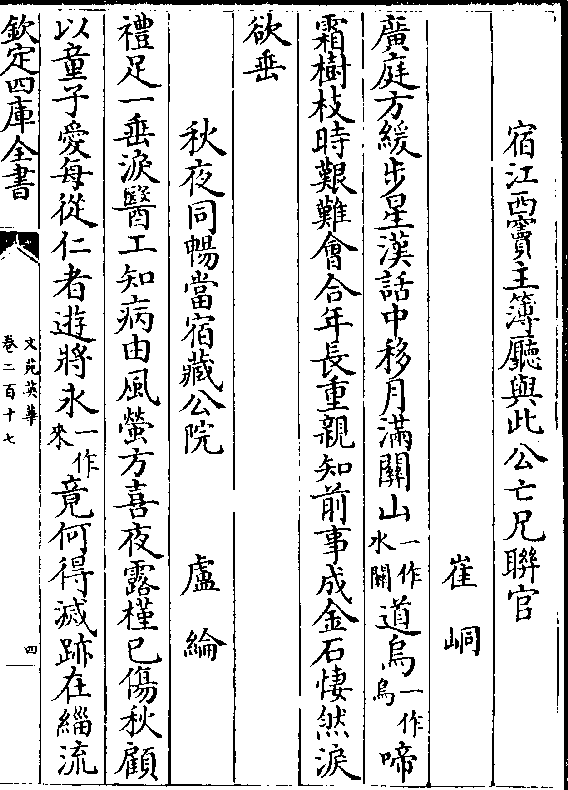 宿江西竇主簿廳與此公亡兄聯官
崔峒
廣庭方緩步星漢話中移月滿關山一作水關道烏一作烏啼
霜樹枝時艱難會合年長重親知前事成金石悽然淚
欲垂
秋夜同暢當宿藏公院
盧綸
禮足一垂淚醫工知病由風螢方喜夜露槿已傷秋顧
以童子愛每從仁者遊將永一作來竟何得滅跡在緇流
欽定四庫全書
文苑英華
卷二百十七
四